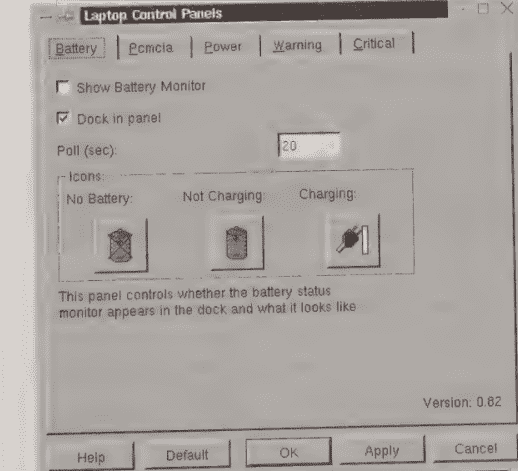 Laptop Control Panels
Battery Pcmcia Power Warning Critical
Show Battery Monitor
Dock in panel
Poll (sec): 20
Icons:
No Battery: Not Charging: Charging:
This panel controls whether the battery status
monitor appears in the dock and what it looks like
Version: 0.62
Help Default OK Apply Cancel